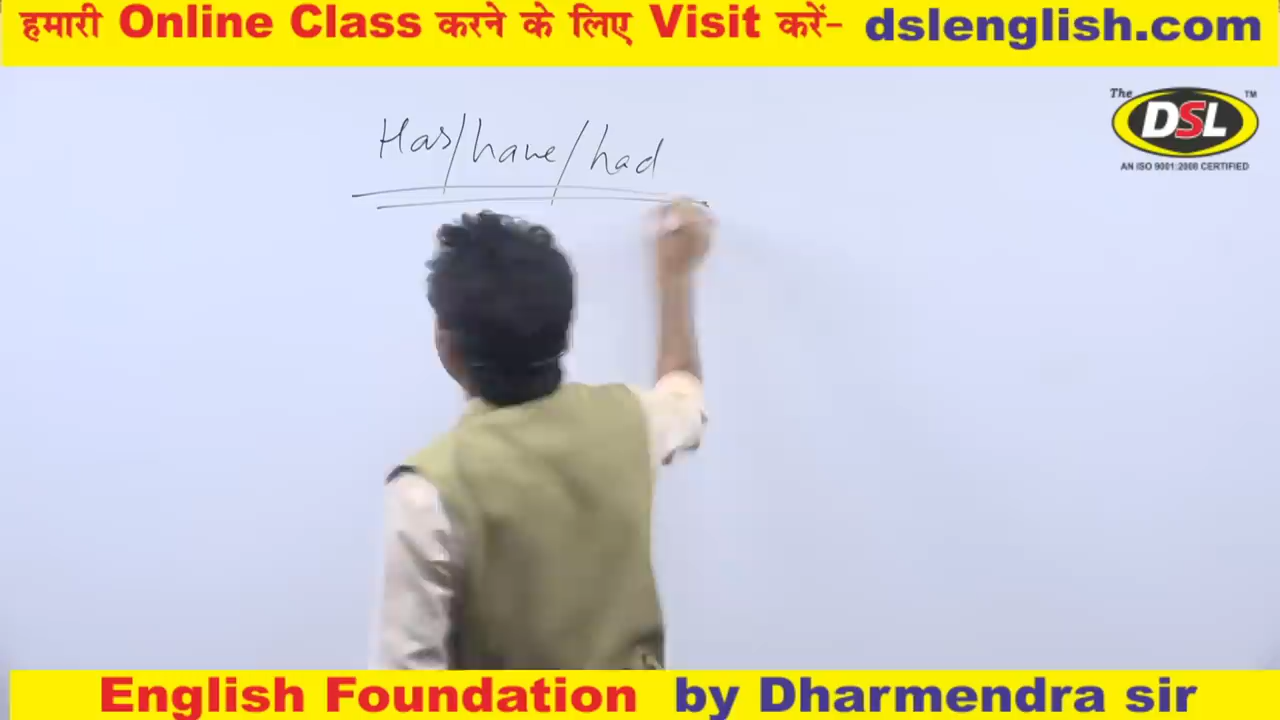 हमारी Online Class करने के लिए Visit करें- dslenglish.com
The DSL TM
AN ISO 9001:2008 CERTIFIED
Has/have/had
English Foundation by Dharmendra sir